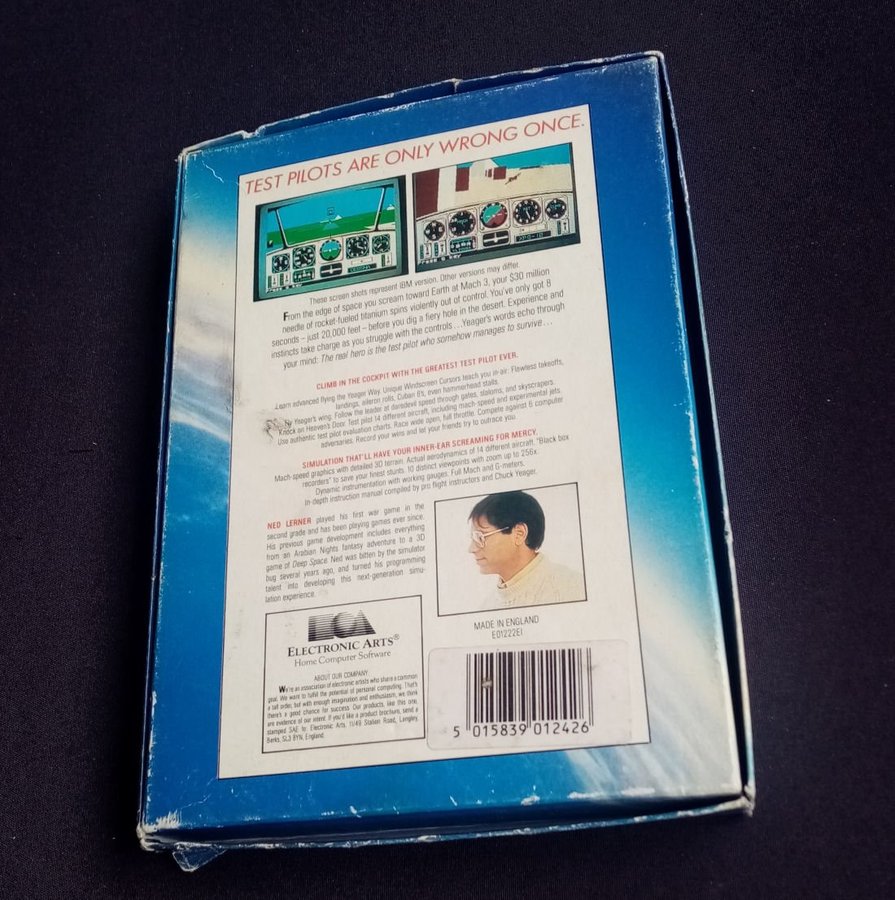 TEST PILOTS ARE ONLY WRONG ONCE.
These screen shots represent IBM version. Other versions may differ.
From the edge of space you scream toward Earth at Mach 3, your $30 million
needle of rocket-fueled titanium spins violently out of control. You've only got 8
seconds – just 20,000 feet – before you dig a fiery hole in the desert. Experience and
instincts take charge as you struggle with the controls...Yeager's words echo through
your mind: The real hero is the test pilot who somehow manages to survive...
CLIMB IN THE COCKPIT WITH THE GREATEST TEST PILOT EVER.
Learn advanced flying the Yeager Way. Unique Windscreen Cursors teach you in-air. Flawless takeoffs,
landings, aileron rolls, Cuban 8's, even hammerhead stalls.
Fly Yeager's wing. Follow the leader at daredevil speed through gates, slaloms, and skyscrapers.
Knock on Heaven's Door. Test pilot 14 different aircraft, including mach-speed and experimental jets.
Use authentic test pilot evaluation charts. Race wide open, full throttle. Compete against 6 computer
adversaries. Record your wins and let your friends try to outrace you.
SIMULATION THAT'LL HAVE YOUR INNER-EAR SCREAMING FOR MERCY.
Mach-speed graphics with detailed 3D terrain. Actual aerodynamics of 14 different aircraft. "Black box
recorders" to save your finest stunts. 10 distinct viewpoints with zoom up to 256x.
Dynamic instrumentation with working gauges. Full Mach and G-meters.
In-depth instruction manual compiled by pro flight instructors and Chuck Yeager.
NED LERNER played his first war game in the
second grade and has been playing games ever since.
His previous game development includes everything
from an Arabian Nights fantasy adventure to a 3D
game of Deep Space. Ned was bitten by the simulator
bug several years ago, and turned his programming
talent into developing this next-generation simu-
lation experience.
MADE IN ENGLAND
E01222EI
ELECTRONIC ARTS®
Home Computer Software
ABOUT OUR COMPANY
We're an association of electronic artists who share a common
goal. We want to fulfill the potential of personal computing. That's
a tall order, but with enough imagination and enthusiasm, we think
there's a good chance for success. Our products, like this one,
are evidence of our intent. If you'd like a product brochure, send a
stamped SAE to: Electronic Arts, 11/49 Station Road, Langley,
Berks, SL3 8YN, England.
5 015839 012426